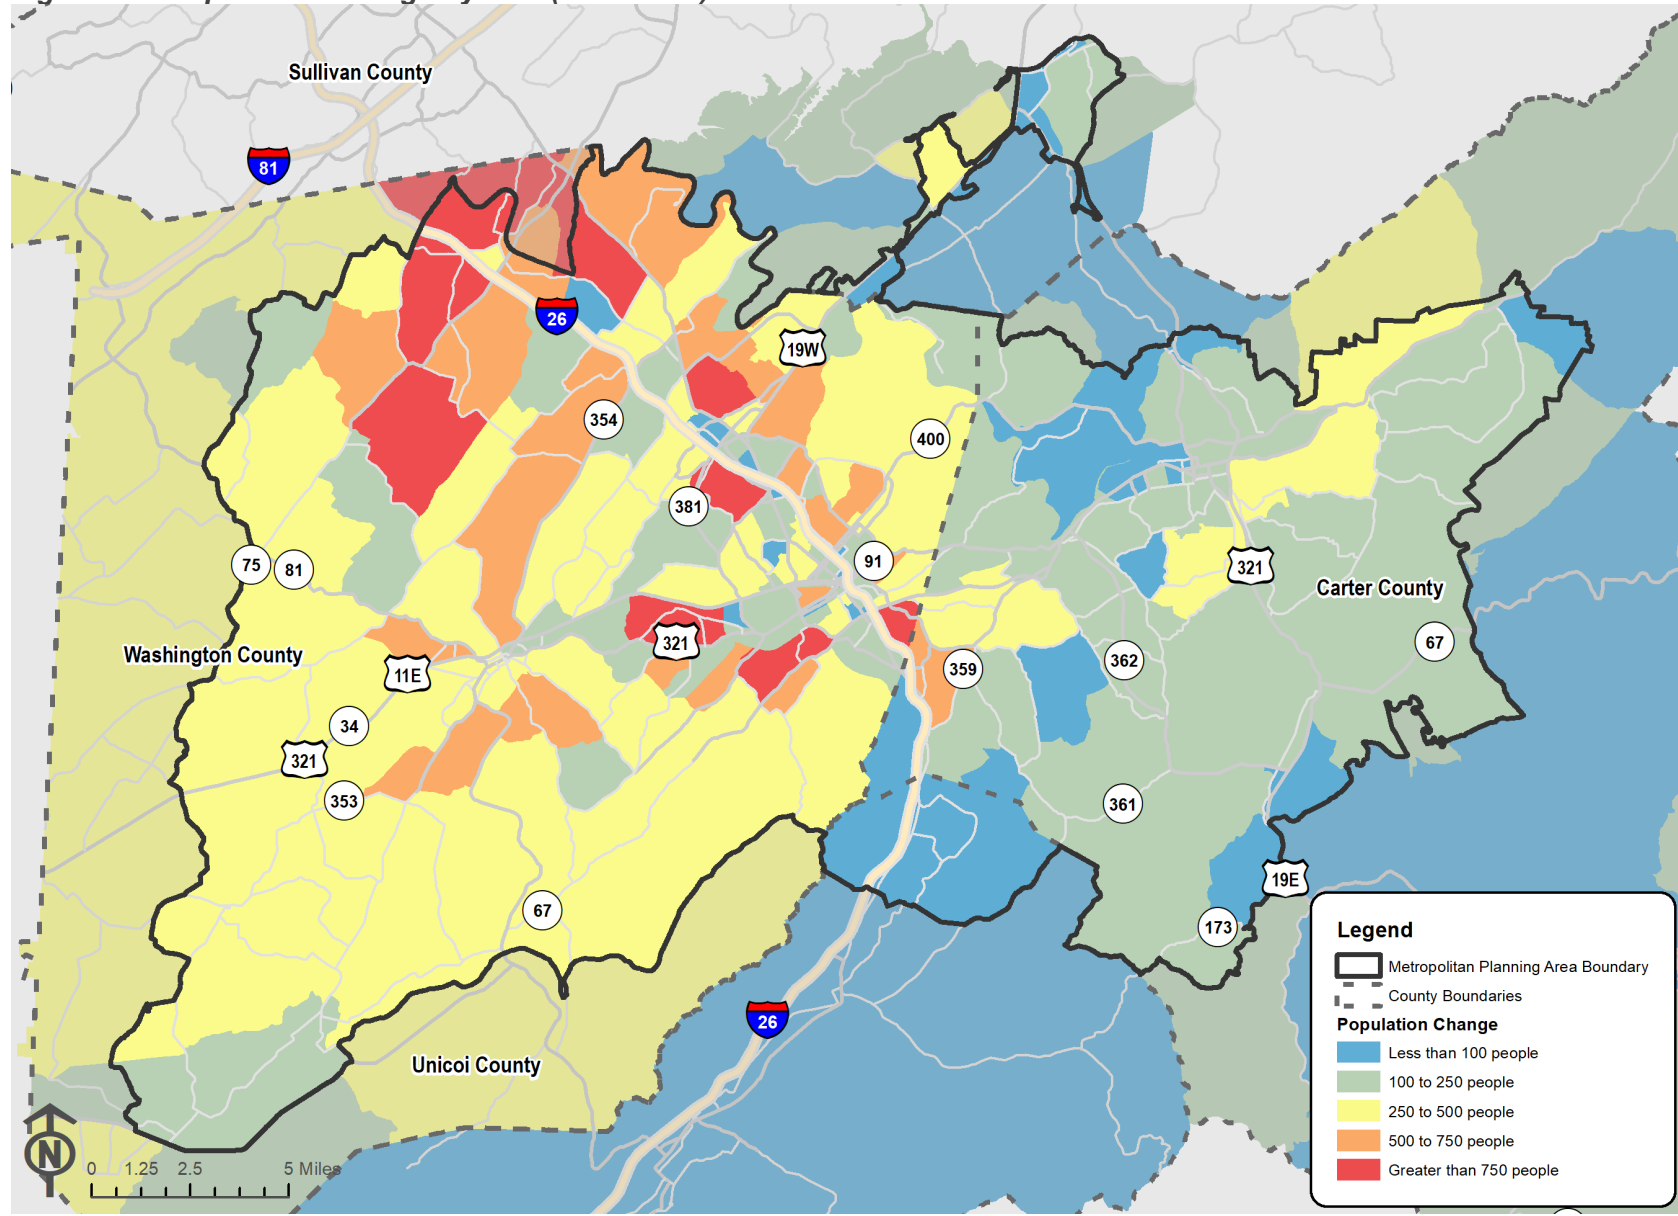 Sullivan County
81
26
19W
354
400
381
75
81
91
321
Carter County
Washington County
321
11E
359
362
67
34
321
353
361
19E
67
173
26
Unicoi County
N
0 1.25 2.5 5 Miles
Legend
Metropolitan Planning Area Boundary
County Boundaries
Population Change
Less than 100 people
100 to 250 people
250 to 500 people
500 to 750 people
Greater than 750 people